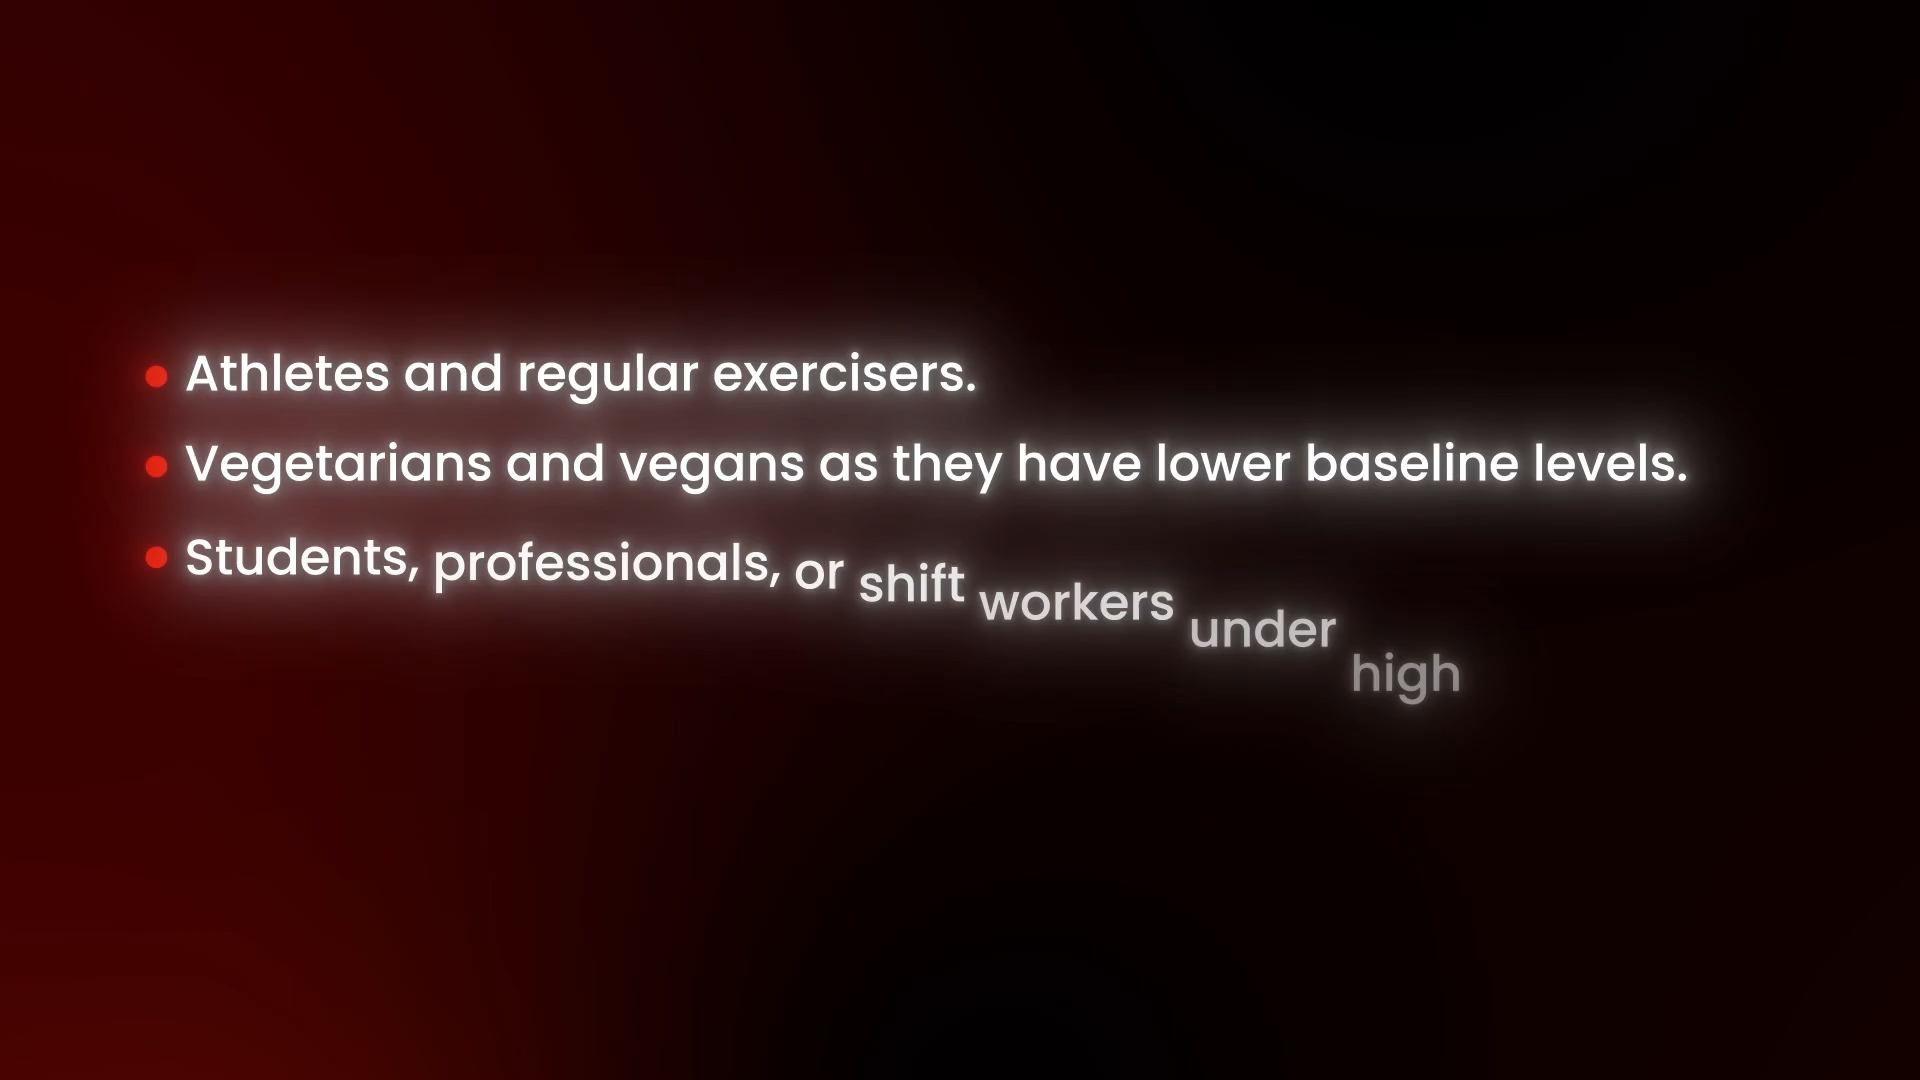 Athletes and regular exercisers.
Vegetarians and vegans as they have lower baseline levels.
Students, professionals, or shift workers under high